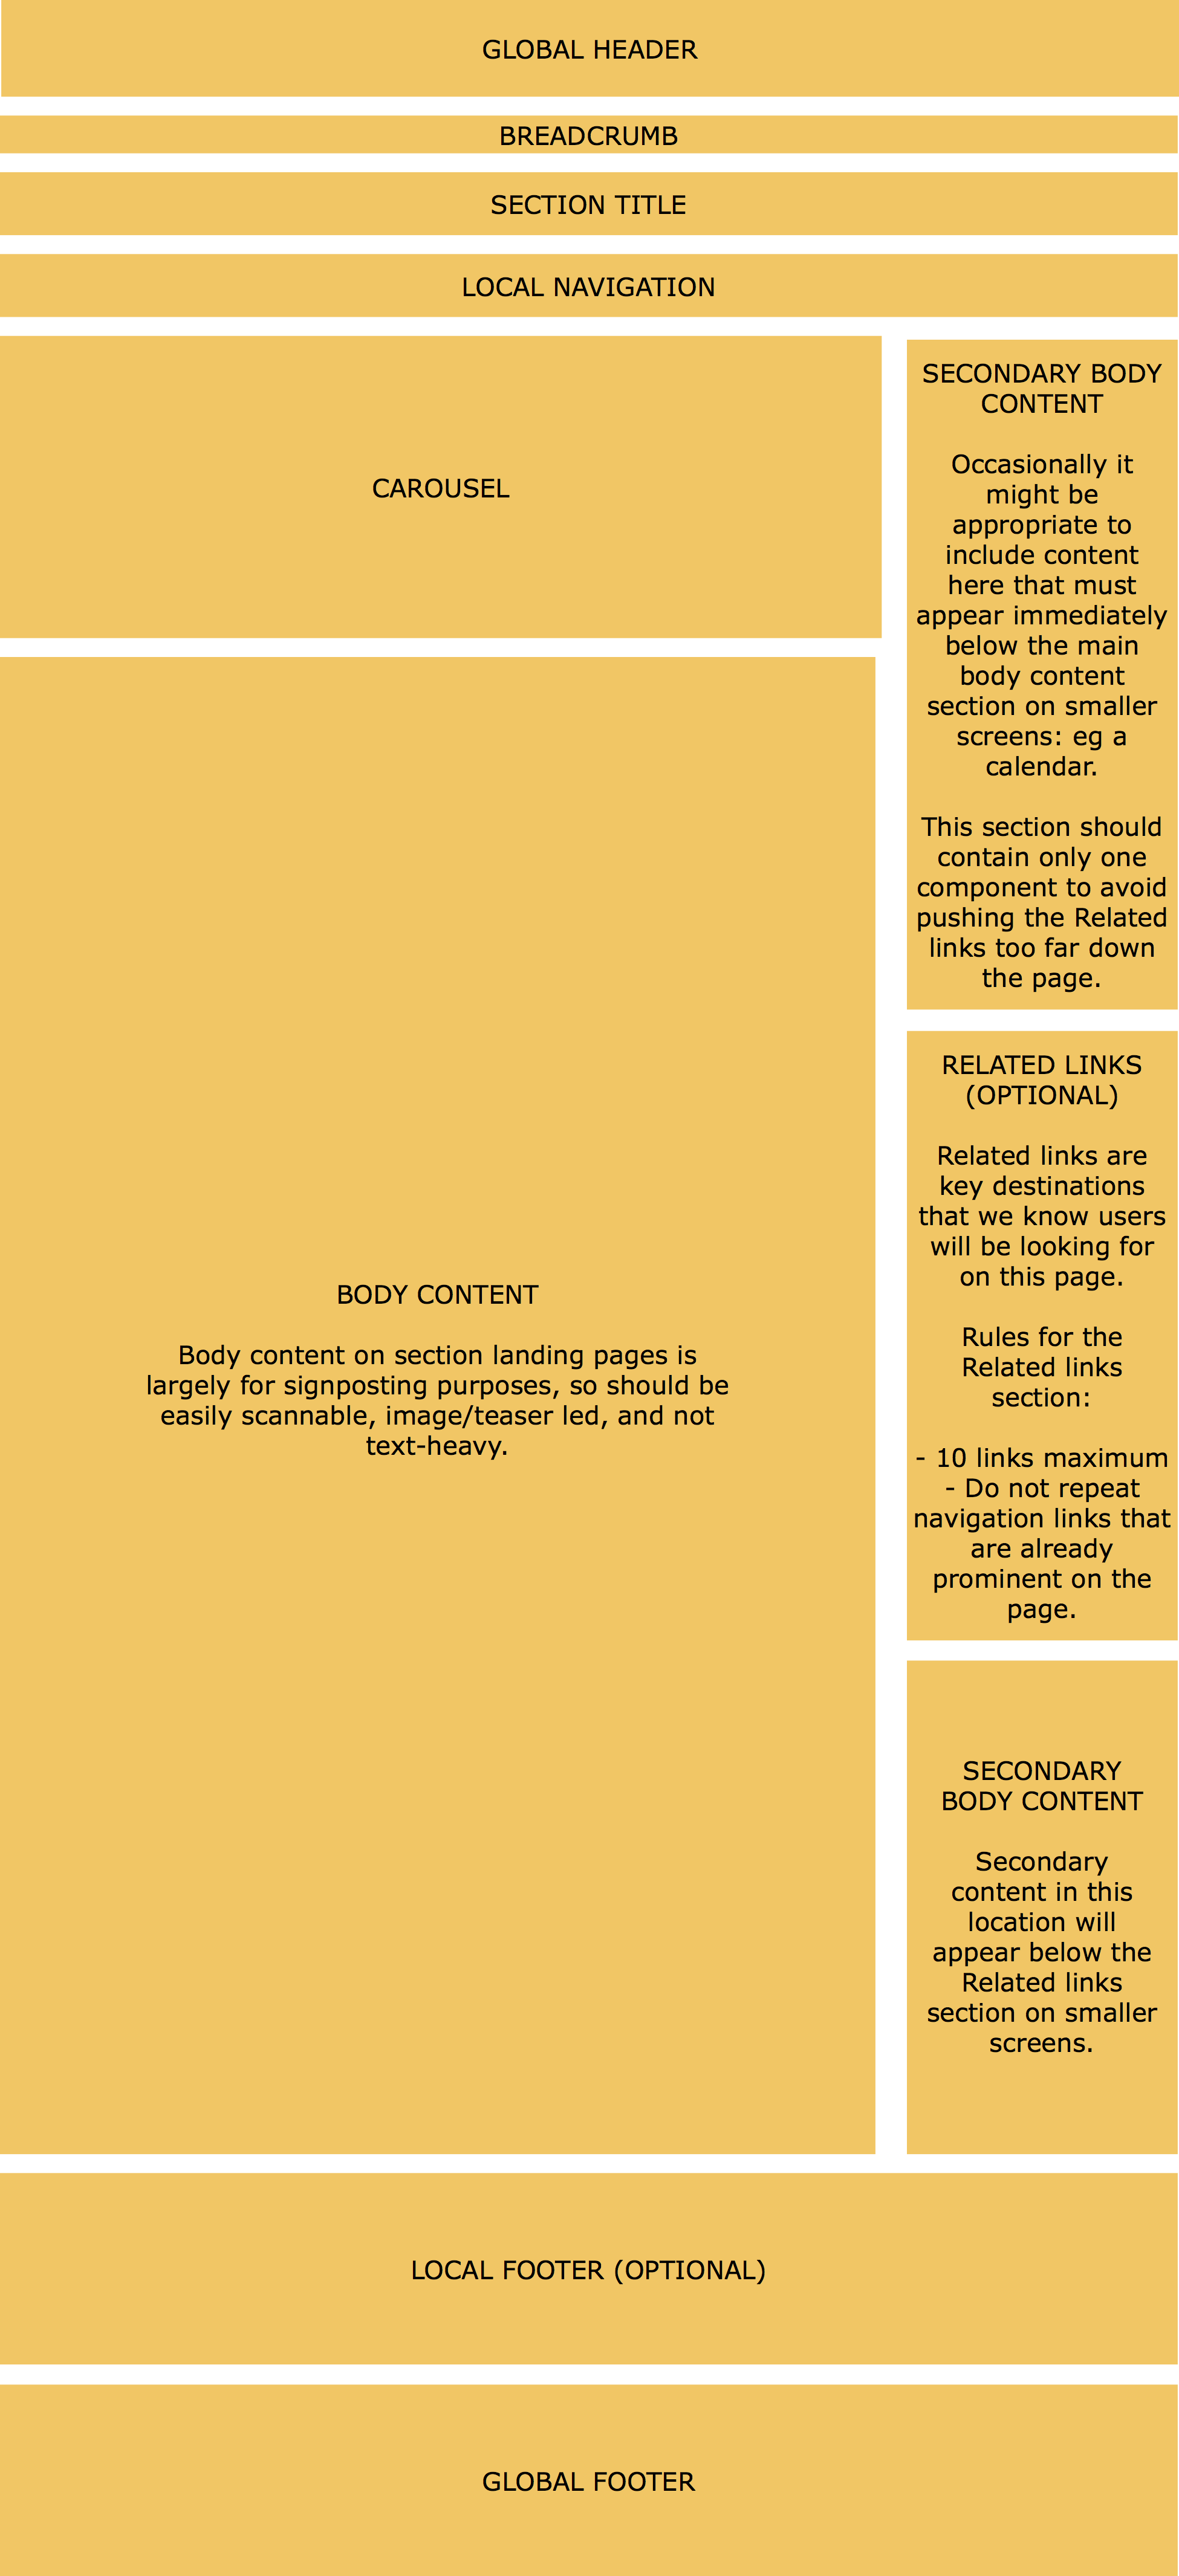 GLOBAL HEADER
BREADCRUMB
SECTION TITLE
LOCAL NAVIGATION
CAROUSEL
BODY CONTENT
Body content on section landing pages is
largely for signposting purposes, so should be
easily scannable, image/teaser led, and not
text-heavy.
SECONDARY BODY
CONTENT
Occasionally it
might be
appropriate to
include content
here that must
appear immediately
below the main
body content
section on smaller
screens: eg a
calendar.
This section should
contain only one
component to avoid
pushing the Related
links too far down
the page.
RELATED LINKS
(OPTIONAL)
Related links are
key destinations
that we know users
will be looking for
on this page.
Rules for the
Related links
section:
- 10 links maximum
- Do not repeat
navigation links that
are already
prominent on the
page.
SECONDARY
BODY CONTENT
Secondary
content in this
location will
appear below the
Related links
section on smaller
screens.
LOCAL FOOTER (OPTIONAL)
GLOBAL FOOTER